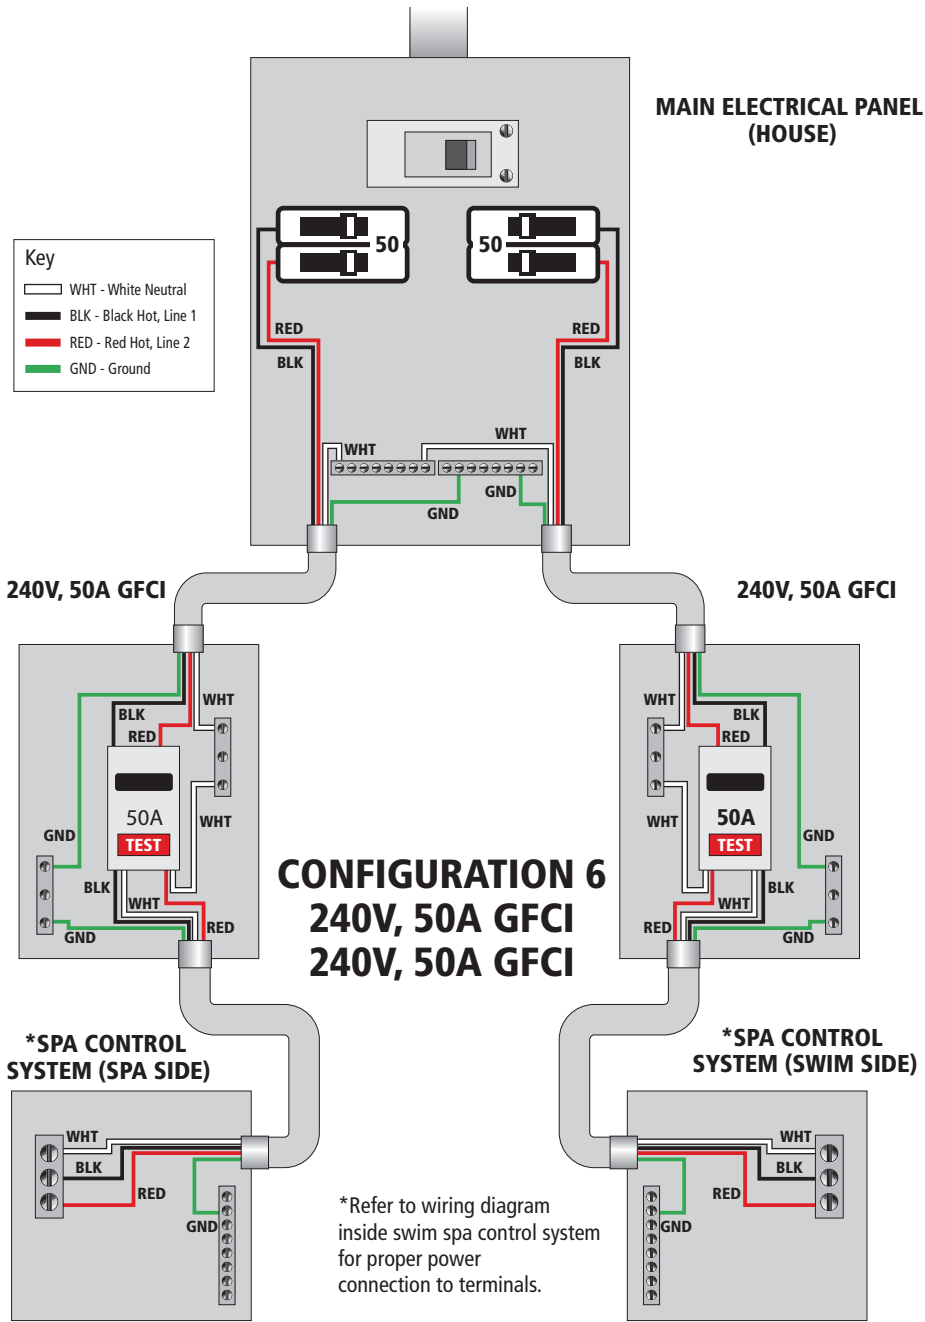 MAIN ELECTRICAL PANEL
(HOUSE)
50
50
Key
WHT - White Neutral
BLK - Black Hot, Line 1
RED - Red Hot, Line 2
GND - Ground
RED
BLK
RED
BLK
WHT
WHT
GND
GND
240V, 50A GFCI
240V, 50A GFCI
WHT
BLK
RED
50A
TEST
WHT
GND
BLK
WHT
GND
RED
WHT
BLK
RED
50A
TEST
WHT
GND
BLK
WHT
RED
GND
CONFIGURATION 6
240V, 50A GFCI
240V, 50A GFCI
*SPA CONTROL
SYSTEM (SPA SIDE)
WHT
BLK
RED
GND
*SPA CONTROL
SYSTEM (SWIM SIDE)
WHT
BLK
RED
GND
*Refer to wiring diagram
inside swim spa control system
for proper power
connection to terminals.